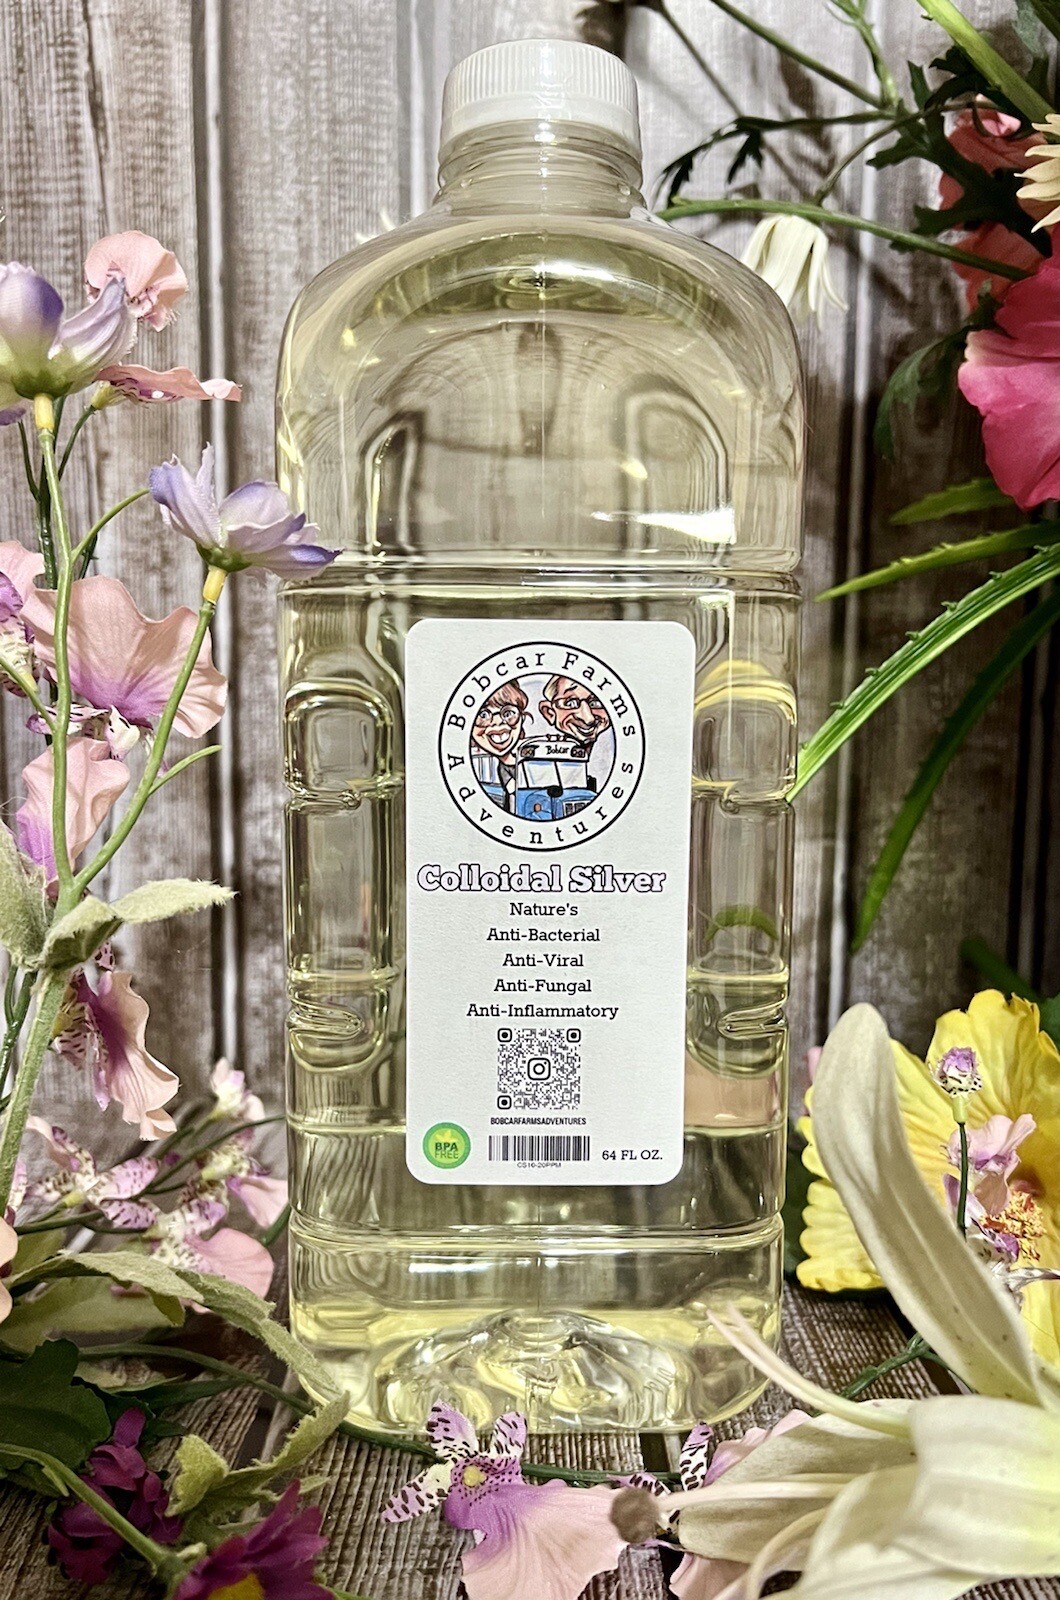 Bobcar Farms
Adventures
Bobcar
Colloidal Silver
Nature's
Anti-Bacterial
Anti-Viral
Anti-Fungal
Anti-Inflammatory
BOBCARFARMSADVENTURES
BPA
FREE
CS10-20PPM
64 FL OZ.